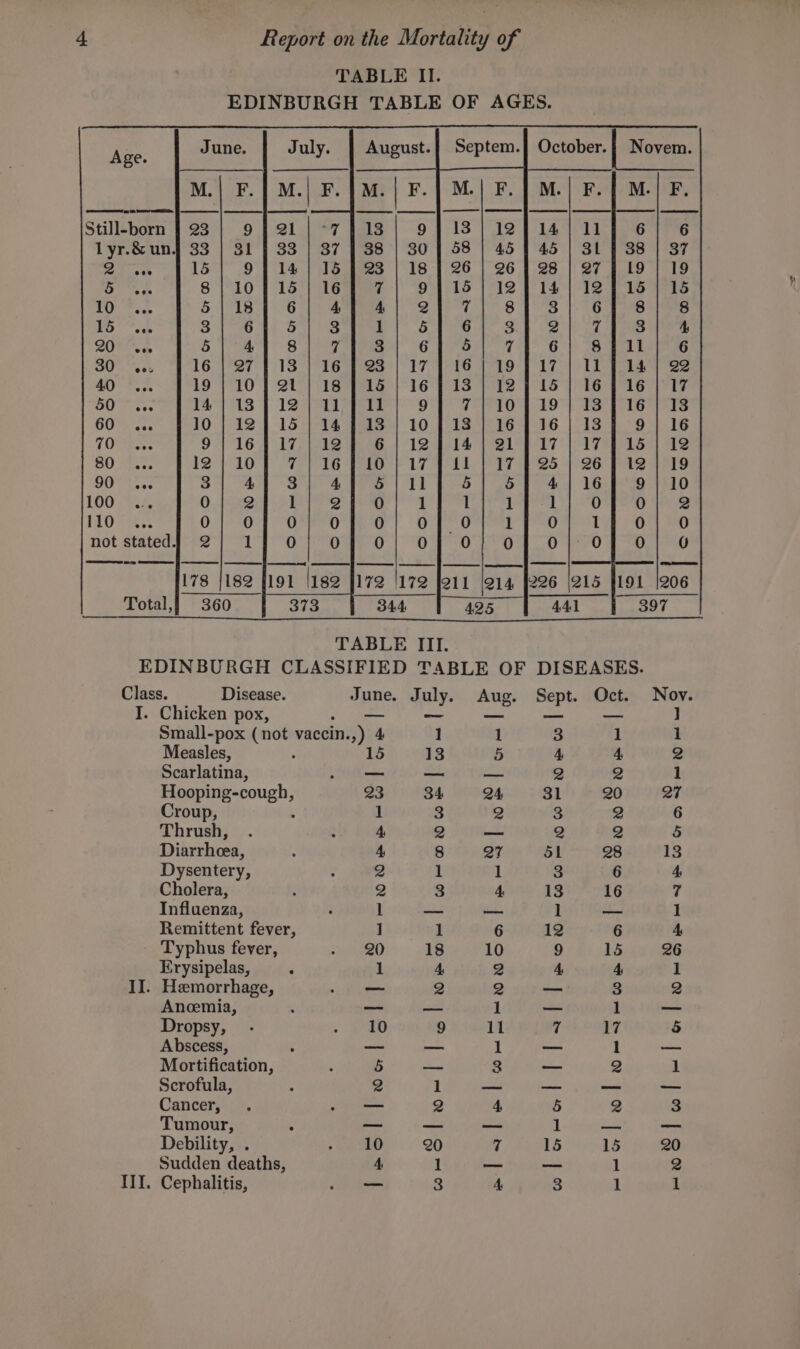 4 Report on the Mortality of
TABLE II.
EDINBURGH TABLE OF AGES.
Age. June. July. August. Septem. October. Novem.
M. F. M. F. M. F. M. F. M. F. M. F.
Still-born 23 9 21 7 13 9 13 12 14 11 6 6
1 yr.& un. 33 31 33 37 38 30 58 45 45 31 38 37
2 ... 15 9 14 15 23 18 26 26 28 27 19 19
5 ... 8 10 15 16 7 9 15 12 14 12 15 15
10 ... 5 18 6 4 4 2 7 8 3 6 8 8
15 ... 3 6 5 3 1 5 6 3 2 7 3 4
20 ... 5 4 8 7 3 6 5 7 6 8 11 6
30 ... 16 27 13 16 23 17 16 19 17 11 14 22
40 ... 19 10 21 18 15 16 13 12 15 16 16 17
50 ... 14 13 12 11 11 9 7 10 19 13 16 13
60 ... 10 12 15 14 13 10 13 16 16 13 9 16
70 ... 9 16 17 12 6 12 14 21 17 17 15 12
80 ... 12 10 7 16 10 17 11 17 25 26 12 19
90 ... 3 4 3 4 5 11 5 5 4 16 9 10
100 ... 0 2 1 2 0 1 1 1 1 0 0 2
110 ... 0 0 0 0 0 0 0 1 0 1 0 0
not stated. 2 1 0 0 0 0 0 0 0 0 0 0
178 182 191 182 172 172 211 214 226 215 191 206
Total, 360 373 344 425 441 397
TABLE III.
EDINBURGH CLASSIFIED TABLE OF DISEASES.
Class. Disease. June. July. Aug. Sept. Oct. Nov.
I. Chicken pox, . — — — — — 1
Small-pox (not vaccin.,) 4 1 1 3 1 1
Measles, . 15 13 5 4 4 2
Scarlatina, . — — — 2 2 1
Hooping-cough, 23 34 24 31 20 27
Croup, . 1 3 2 3 2 6
Thrush, . . 4 2 — 2 2 5
Diarrhœa, . 4 8 27 51 28 13
Dysentery, . 2 1 1 3 6 4
Cholera, . 2 3 4 13 16 7
Influenza, . 1 — — 1 — 1
Remittent fever, 1 1 6 12 6 4
Typhus fever, . 20 18 10 9 15 26
Erysipelas, . 1 4 2 4 4 1
II. Hæmorrhage, . — 2 2 — 3 2
Anœmia, . — — 1 — 1 —
Dropsy, . . 10 9 11 7 17 5
Abscess, . — — 1 — 1 —
Mortification, . 5 — 3 — 2 1
Scrofula, . 2 1 — — — —
Cancer, . . — 2 4 5 2 3
Tumour, . — — — 1 — —
Debility, . . 10 20 7 15 15 20
Sudden deaths, 4 1 — — 1 2
III. Cephalitis, . — 3 4 3 1 1